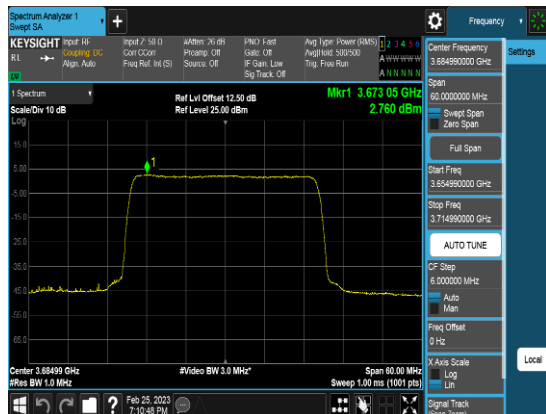 Spectrum Analyzer 1
Swept SA
+
Frequency
KEYSIGHT
RL
Input: RF
Coupling: DC
Align: Auto
Input Z: 50 Ω
Corr CCorr
Freq Ref: Int (S)
#Atten: 26 dB
Preamp: Off
Source: Off
PNO: Fast
Gate: Off
IF Gain: Low
Sig Track: Off
Avg Type: Power (RMS)
Avg|Hold: 500/500
Trig: Free Run
1 2 3 4 5 6
A W W W W W
A N N N N N
LV
1 Spectrum
Scale/Div 10 dB
Log
Ref Lvl Offset 12.50 dB
Ref Level 25.00 dBm
Mkr1 3.673 05 GHz
2.760 dBm
15.0
5.00
-5.00
-15.0
-25.0
-35.0
-45.0
-55.0
-65.0
1
Center 3.68499 GHz
#Res BW 1.0 MHz
#Video BW 3.0 MHz*
Span 60.00 MHz
Sweep 1.00 ms (1001 pts)
Feb 25, 2023
7:10:48 PM
?
Center Frequency
3.684990000 GHz
Span
60.0000000 MHz
Swept Span
Zero Span
Full Span
Start Freq
3.654990000 GHz
Stop Freq
3.714990000 GHz
AUTO TUNE
CF Step
6.000000 MHz
Auto
Man
Freq Offset
0 Hz
X Axis Scale
Log
Lin
Signal Track
(Span Zoom)
Settings
Local